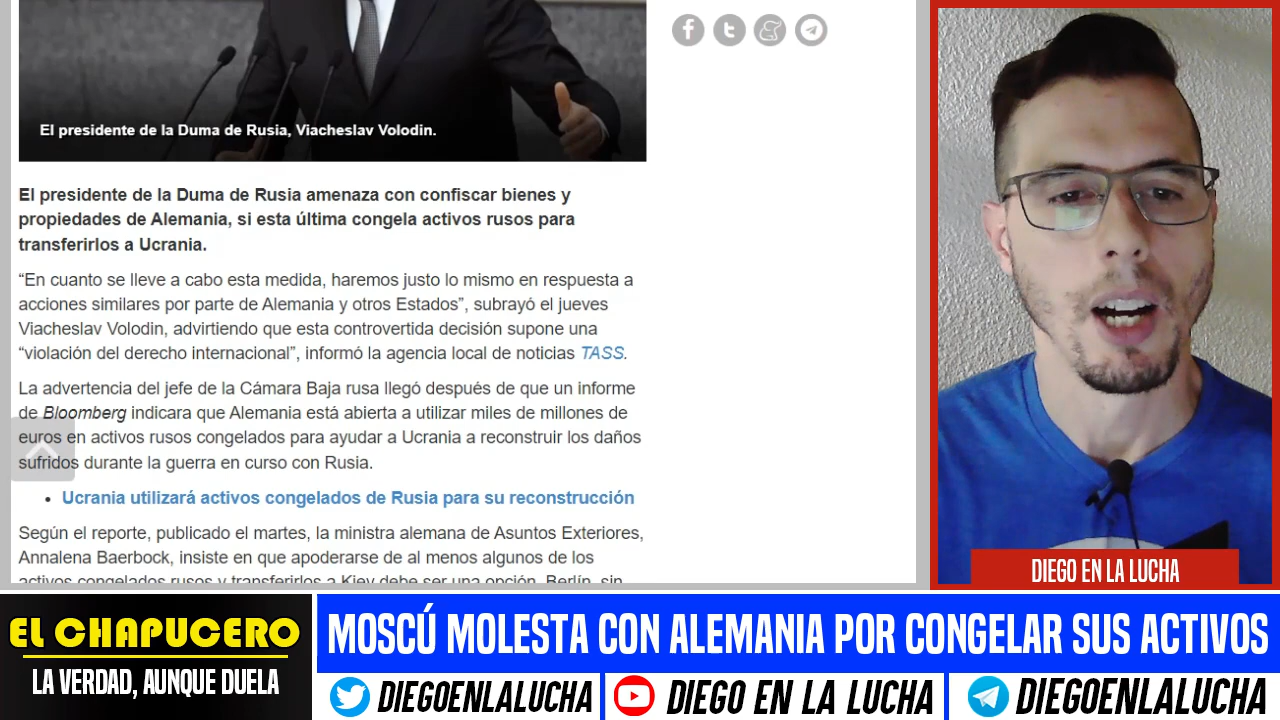 El presidente de la Duma de Rusia, Viacheslav Volodin.
El presidente de la Duma de Rusia amenaza con confiscar bienes y
propiedades de Alemania, si esta última congela activos rusos para
transferirlos a Ucrania.
“En cuanto se lleve a cabo esta medida, haremos justo lo mismo en respuesta a
acciones similares por parte de Alemania y otros Estados”, subrayó el jueves
Viacheslav Volodin, advirtiendo que esta controvertida decisión supone una
“violación del derecho internacional”, informó la agencia local de noticias TASS.
La advertencia del jefe de la Cámara Baja rusa llegó después de que un informe
de Bloomberg indicara que Alemania está abierta a utilizar miles de millones de
euros en activos rusos congelados para ayudar a Ucrania a reconstruir los daños
sufridos durante la guerra en curso con Rusia.
• Ucrania utilizará activos congelados de Rusia para su reconstrucción
Según el reporte, publicado el martes, la ministra alemana de Asuntos Exteriores,
Annalena Baerbock, insiste en que apoderarse de al menos algunos de los
activos congelados rusos y transferirlos a Kiev debe ser una opción. Berlín, sin
DIEGO EN LA LUCHA
EL CHAPUCERO
LA VERDAD, AUNQUE DUELA
MOSCÚ MOLESTA CON ALEMANIA POR CONGELAR SUS ACTIVOS
DIEGOENLALUCHA
DIEGO EN LA LUCHA
DIEGOENLALUCHA